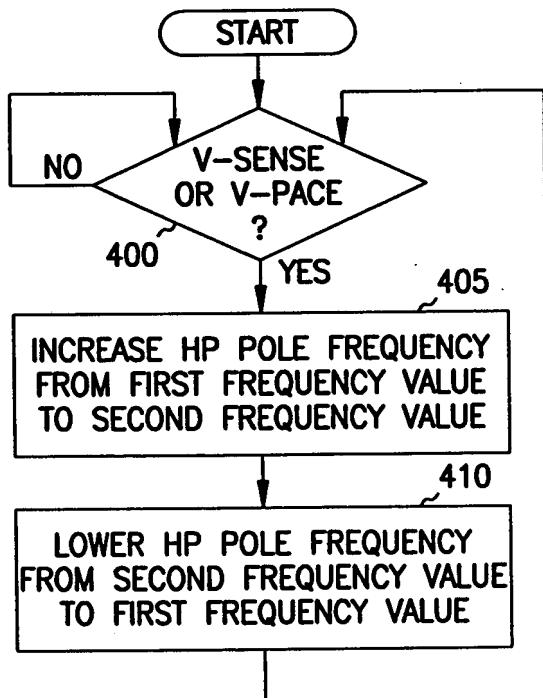 START
V-SENSE
NO
OR V-PACE
?
400
YES
405
INCREASE HP POLE FREQUENCY
FROM FIRST FREQUENCY VALUE
TO SECOND FREQUENCY VALUE
410
LOWER HP POLE FREQUENCY
FROM SECOND FREQUENCY VALUE
TO FIRST FREQUENCY VALUE